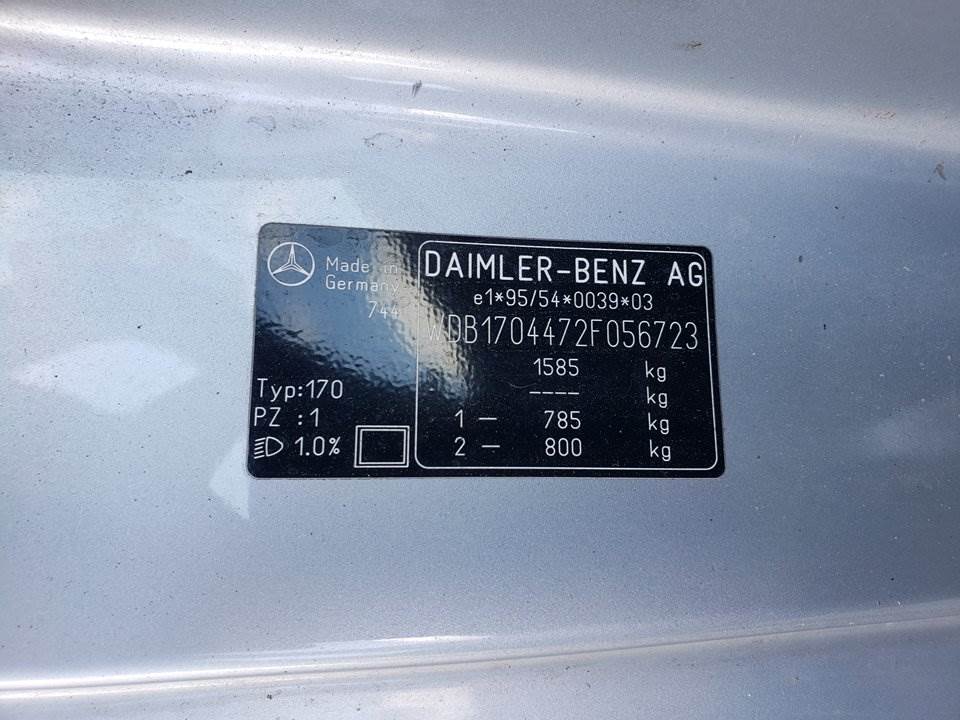 Made in
Germany
744
Typ:170
PZ :1
1.0%
DAIMLER-BENZ AG
e1*95/54*0039*03
WDB1704472F056723
1585 kg
---- kg
1 — 785 kg
2 — 800 kg